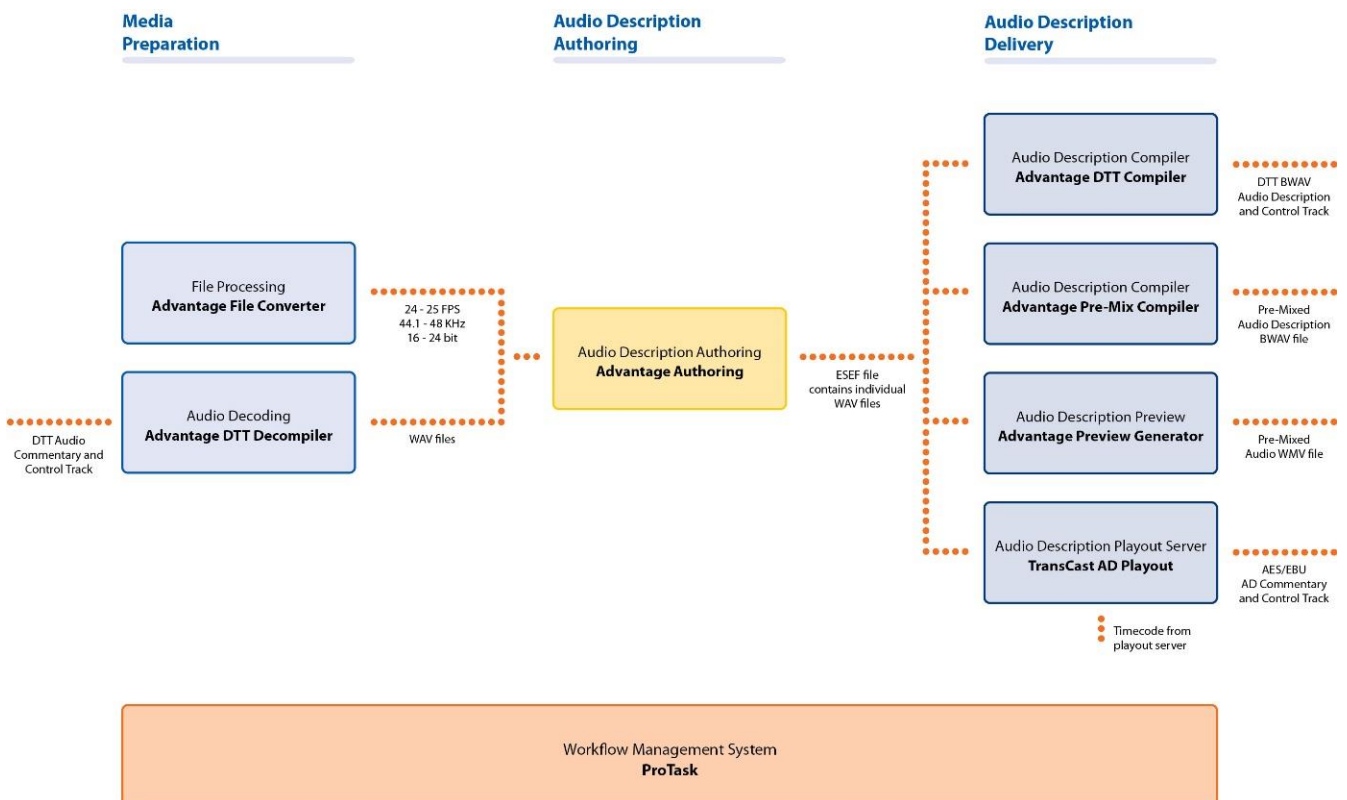 Media
Preparation
Audio Description
Authoring
Audio Description
Delivery
File Processing
Advantage File Converter
24 - 25 FPS
44.1 - 48 KHz
16 - 24 bit
DTT Audio
Commentary and
Control Track
Audio Decoding
Advantage DTT Decompiler
WAV files
Audio Description Authoring
Advantage Authoring
ESEF file
contains individual
WAV files
Audio Description Compiler
Advantage DTT Compiler
DTT BWAV
Audio Description
and Control Track
Audio Description Compiler
Advantage Pre-Mix Compiler
Pre-Mixed
Audio Description
BWAV file
Audio Description Preview
Advantage Preview Generator
Pre-Mixed
Audio WMV file
Audio Description Playout Server
TransCast AD Playout
AES/EBU
AD Commentary
and Control Track
Timecode from
playout server
Workflow Management System
ProTask